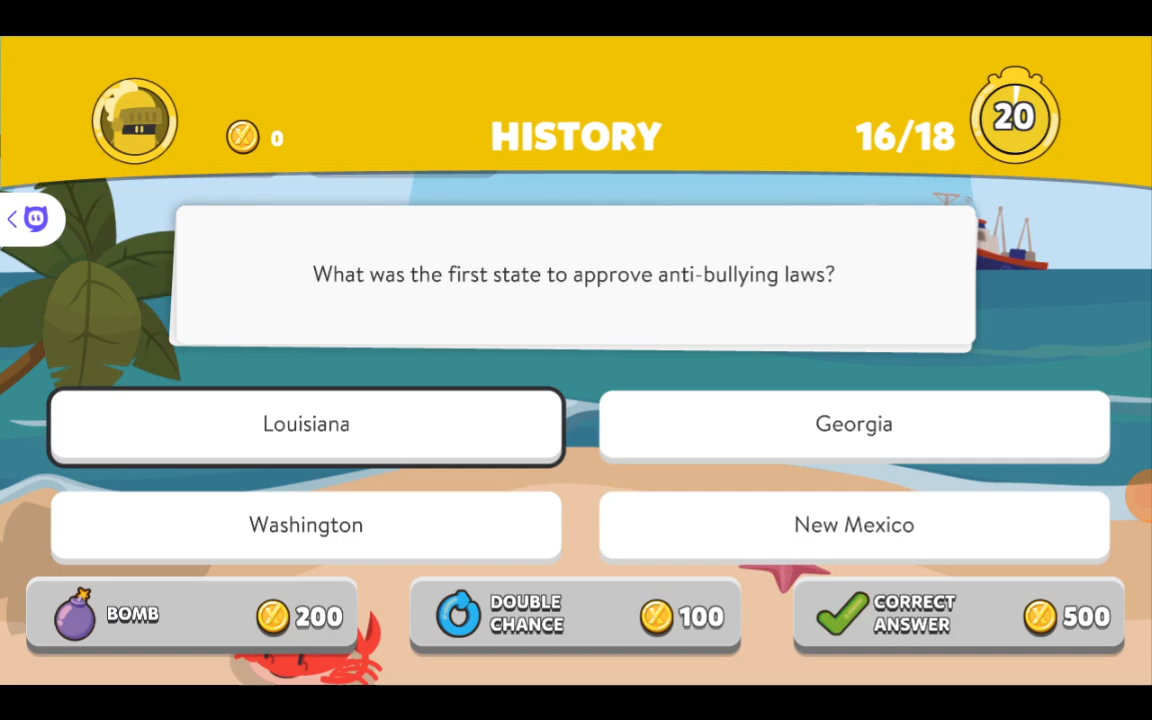 0
HISTORY
16/18
20
What was the first state to approve anti-bullying laws?
Louisiana
Georgia
Washington
New Mexico
BOMB
200
DOUBLE
CHANCE
100
CORRECT
ANSWER
500